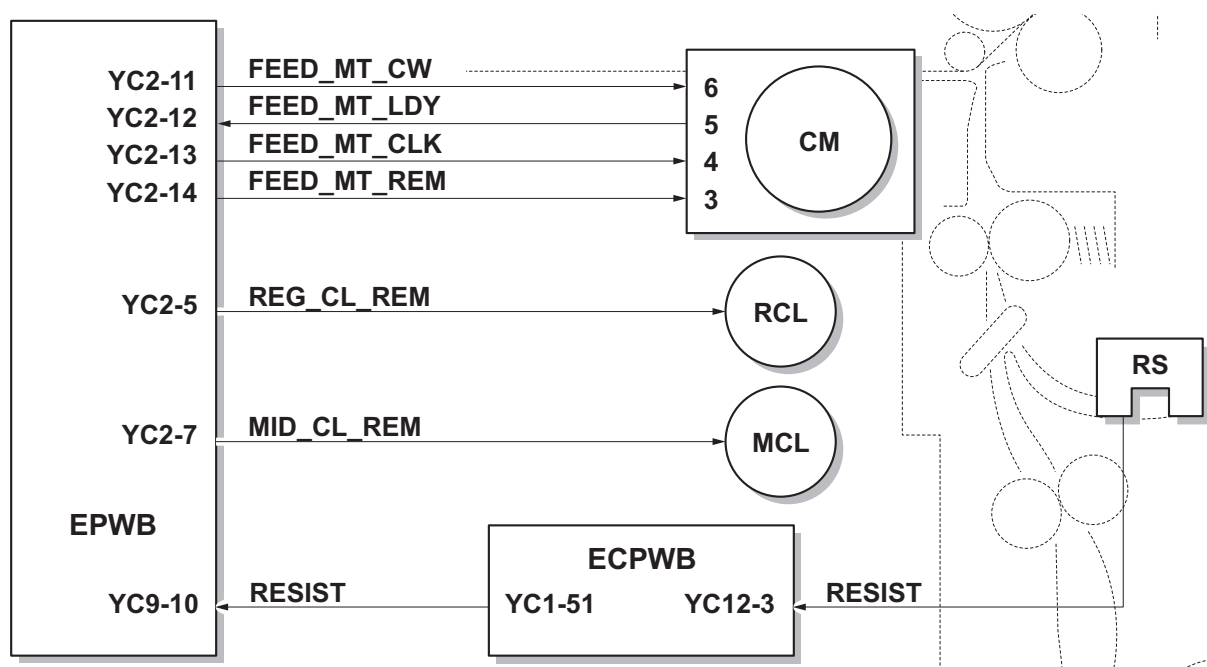 YC2-11 FEED_MT_CW 6
YC2-12 FEED_MT_LDY 5
YC2-13 FEED_MT_CLK 4
YC2-14 FEED_MT_REM 3
CM
YC2-5 REG_CL_REM RCL
RS
YC2-7 MID_CL_REM MCL
EPWB
ECPWB
YC9-10 RESIST YC1-51 YC12-3 RESIST